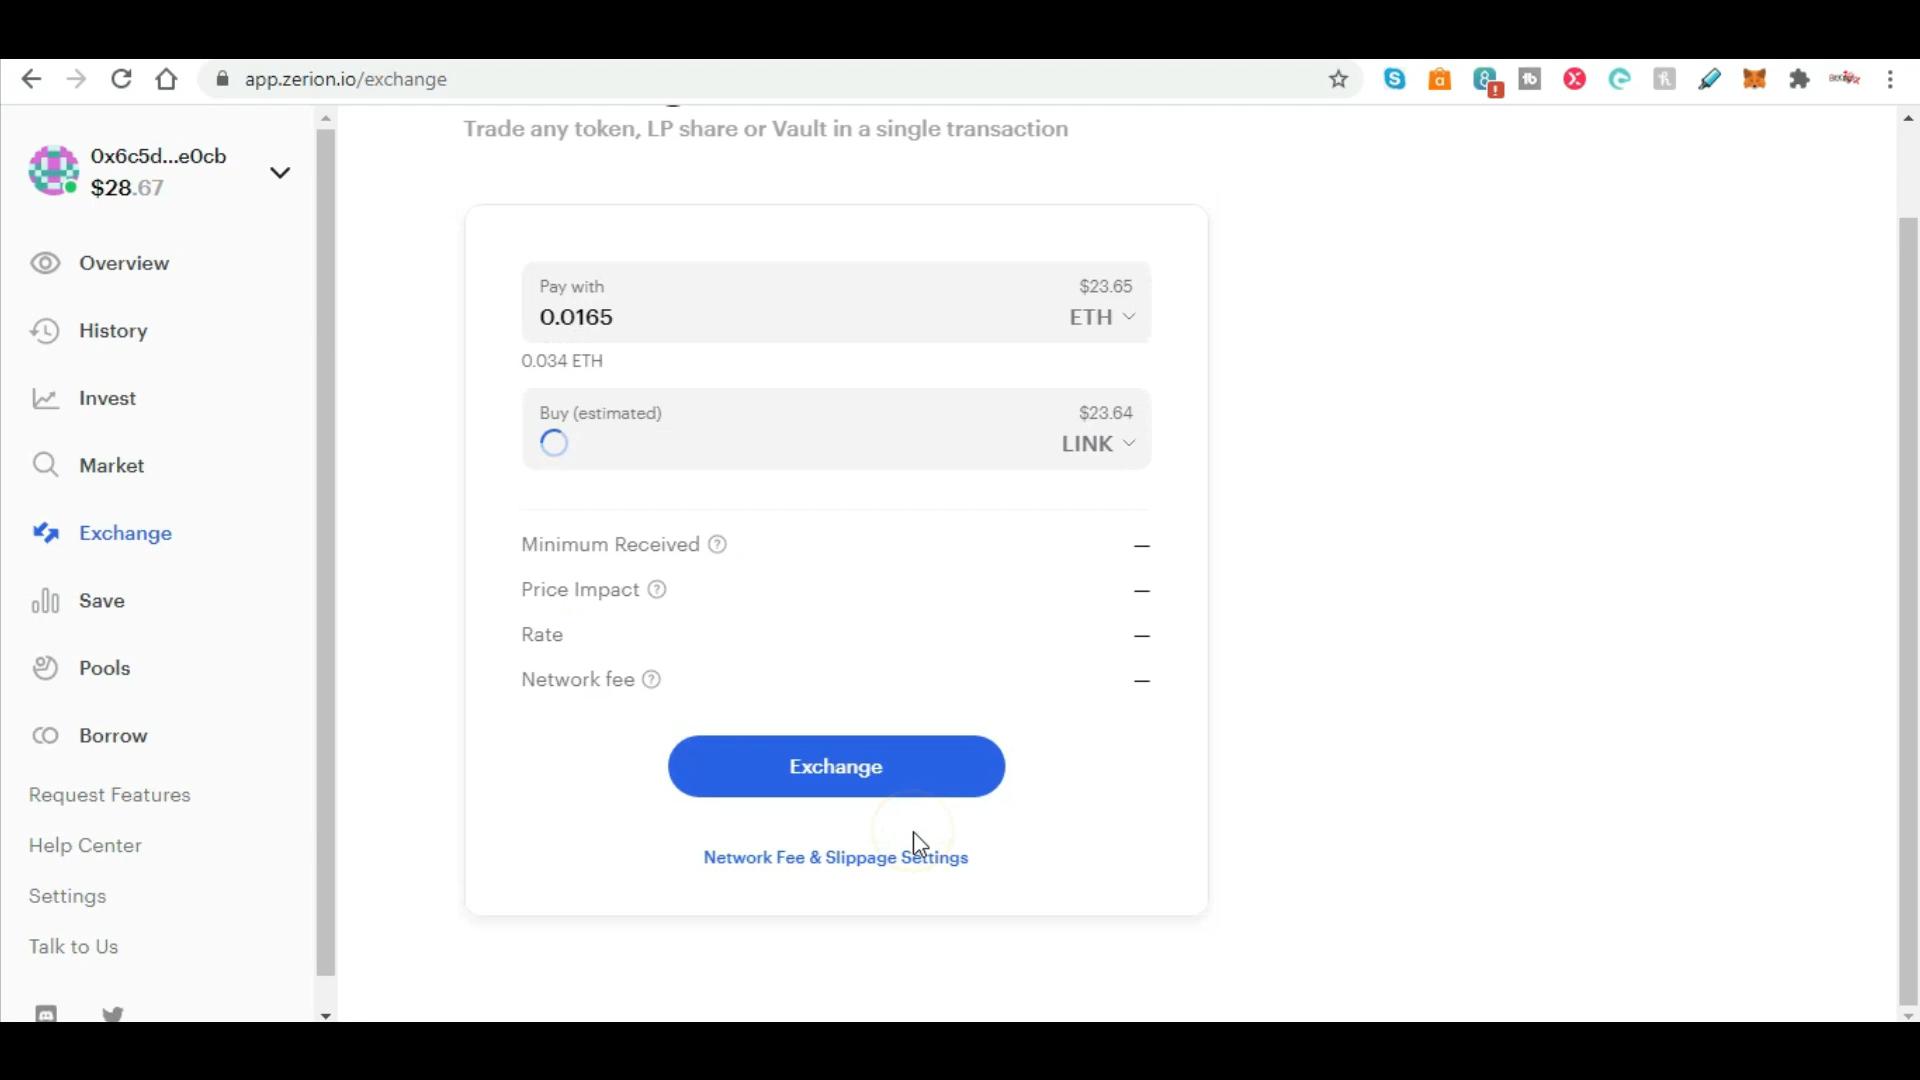 app.zerion.io/exchange
Trade any token, LP share or Vault in a single transaction
0x6c5d...e0cb
$28.67
Overview
History
Invest
Market
Exchange
Save
Pools
Borrow
Request Features
Help Center
Settings
Talk to Us
Pay with
$23.65
0.0165
ETH
0.034 ETH
Buy (estimated)
$23.64
LINK
Minimum Received ?
–
Price Impact ?
–
Rate
–
Network fee ?
–
Exchange
Network Fee & Slippage Settings